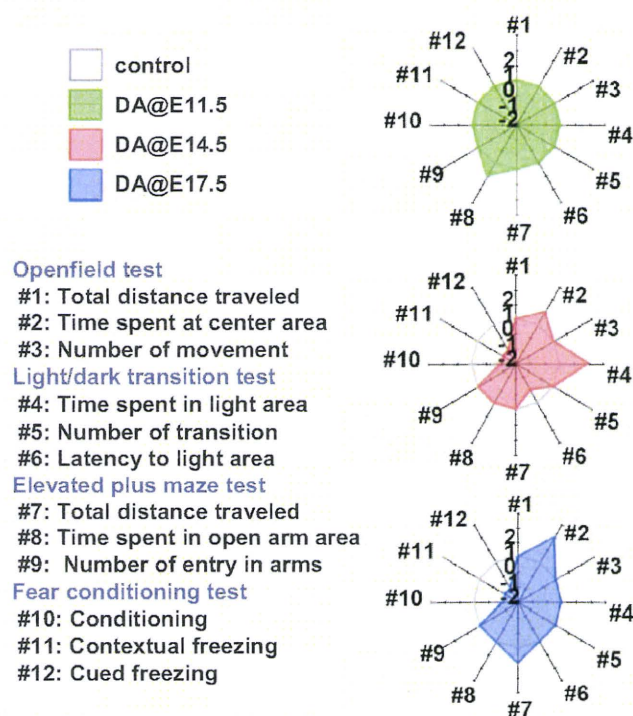 control
DA@E11.5
DA@E14.5
DA@E17.5
Openfield test
#1: Total distance traveled
#2: Time spent at center area
#3: Number of movement
Light/dark transition test
#4: Time spent in light area
#5: Number of transition
#6: Latency to light area
Elevated plus maze test
#7: Total distance traveled
#8: Time spent in open arm area
#9: Number of entry in arms
Fear conditioning test
#10: Conditioning
#11: Contextual freezing
#12: Cued freezing
#1
#12
#2
#11
#3
#10
#4
#9
#5
#8
#6
#7
2
1
0
-1
-2
#1
#12
#2
#11
#3
#10
#4
#9
#5
#8
#6
#7
2
1
0
-2
#1
#12
#2
#11
#3
#10
#4
#9
#5
#8
#6
#7
2
1
0
-1
-2